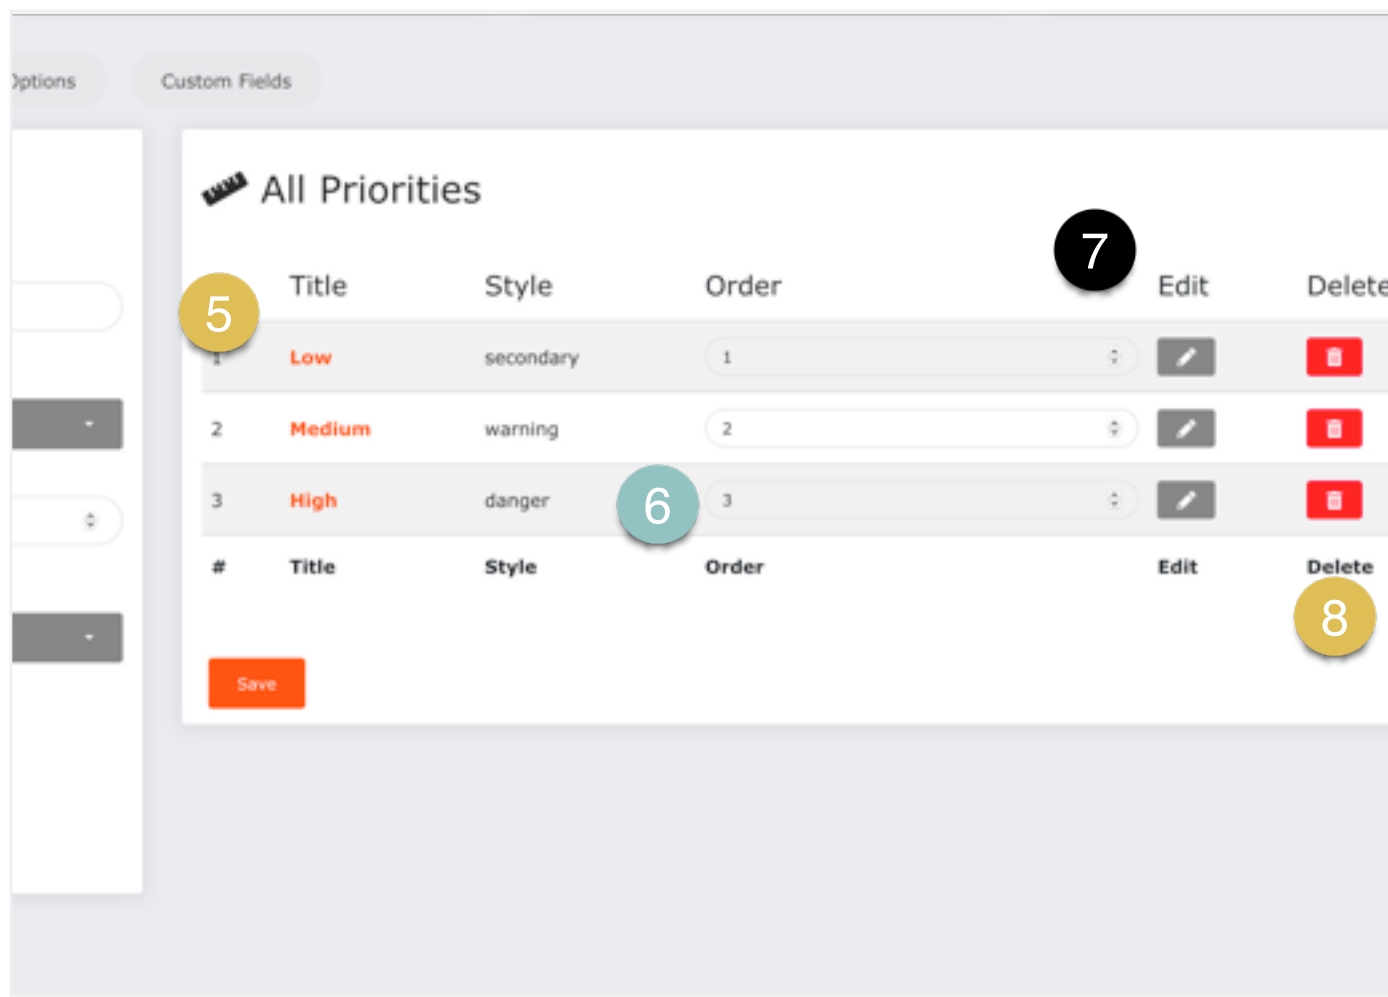 Options Custom Fields
All Priorities
7
Title Style Order Edit Delete
5
1 Low secondary 1
2 Medium warning 2
3 High danger 6 3
# Title Style Order Edit Delete
8
Save